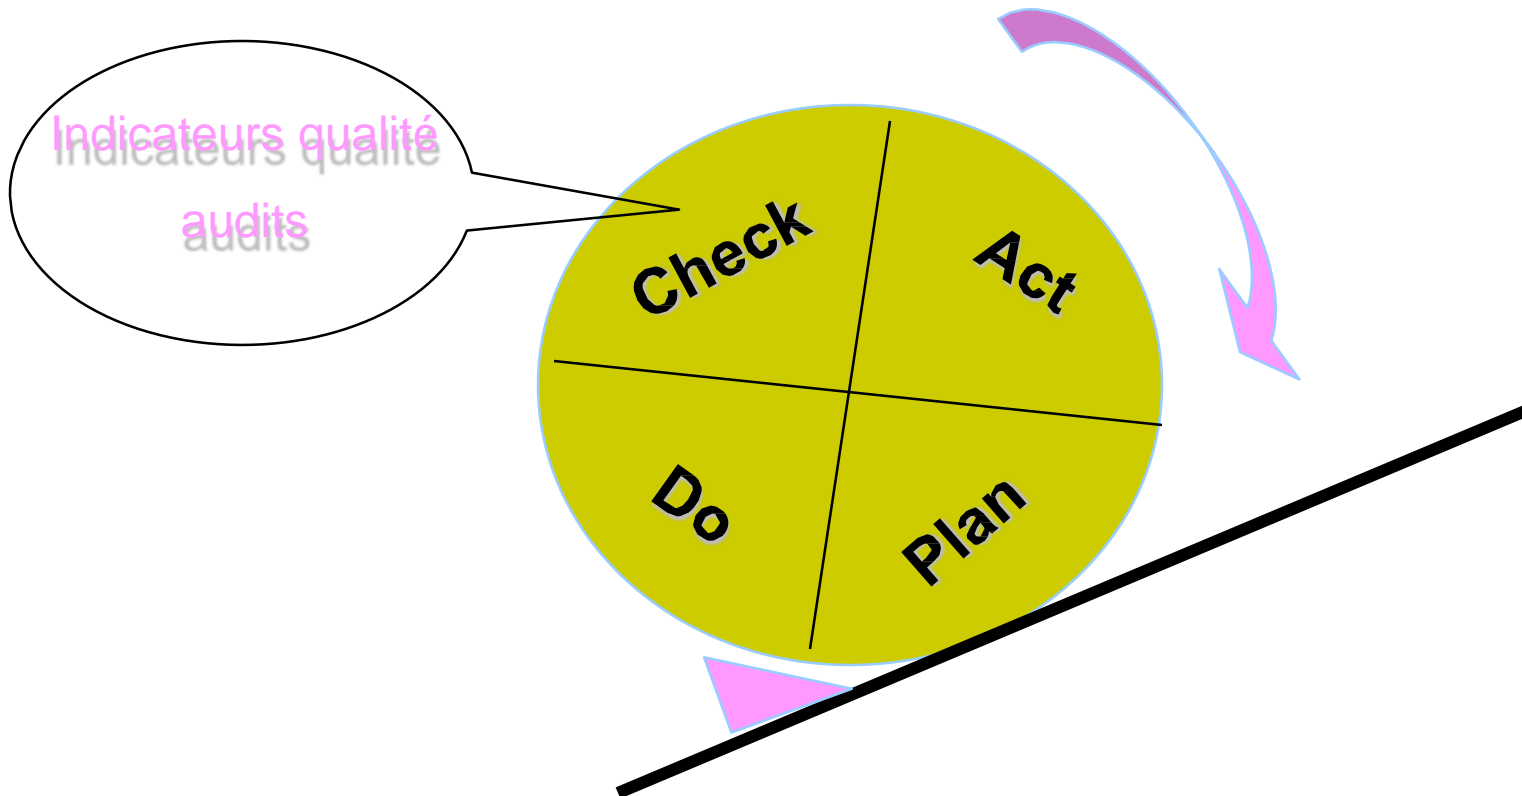 Indicateurs qualité
audits
Check
Act
Do
Plan